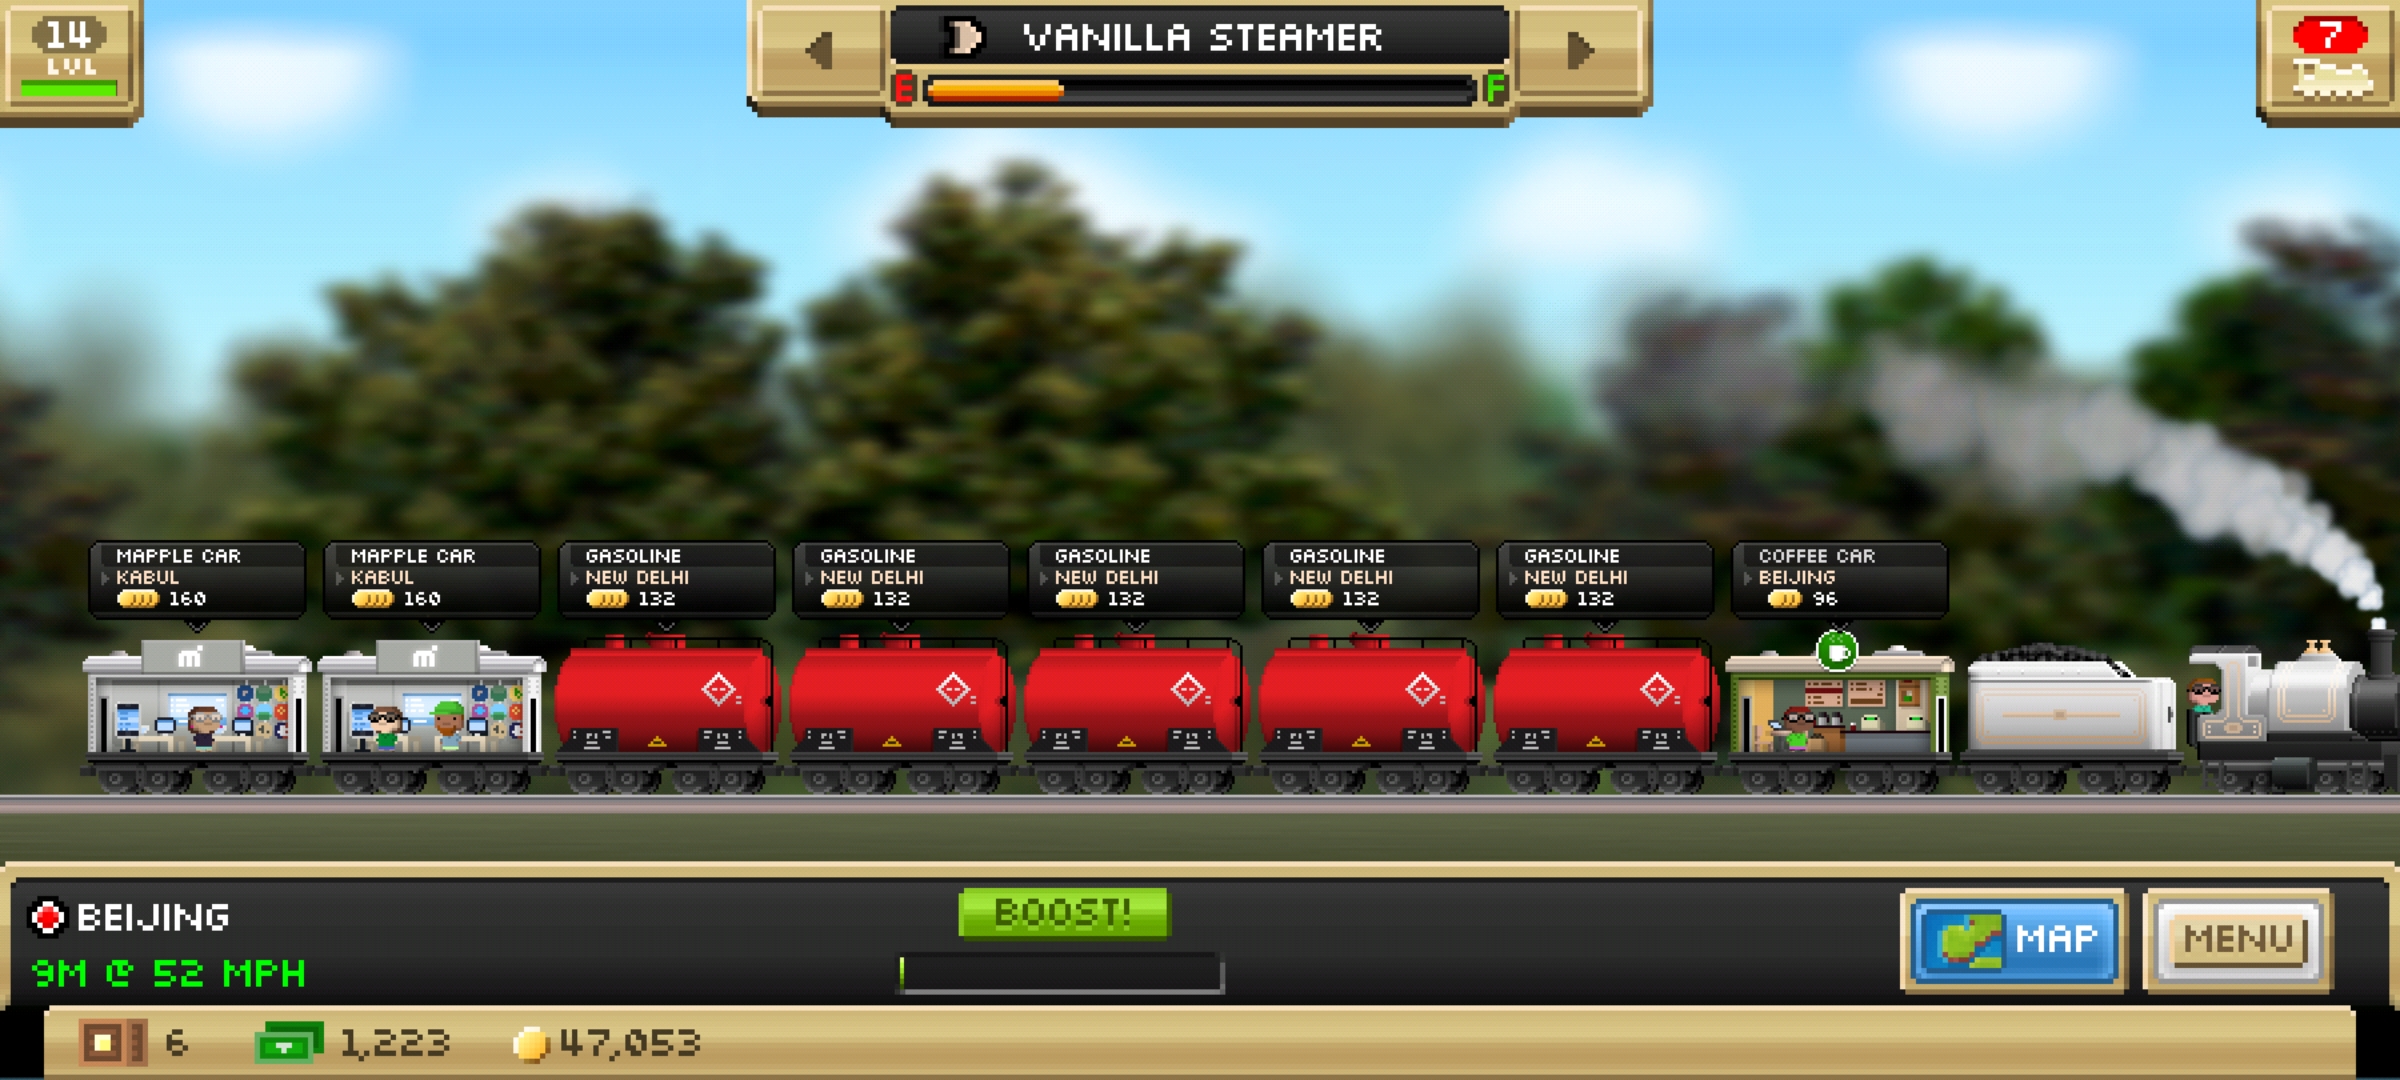 14
LVL
VANILLA STEAMER
E
F
7
MAPPLE CAR
KABUL
160
MAPPLE CAR
KABUL
160
GASOLINE
NEW DELHI
132
GASOLINE
NEW DELHI
132
GASOLINE
NEW DELHI
132
GASOLINE
NEW DELHI
132
GASOLINE
NEW DELHI
132
COFFEE CAR
BEIJING
96
m
m
BEIJING
9M @ 52 MPH
BOOST!
MAP
MENU
6
1,223
47,053